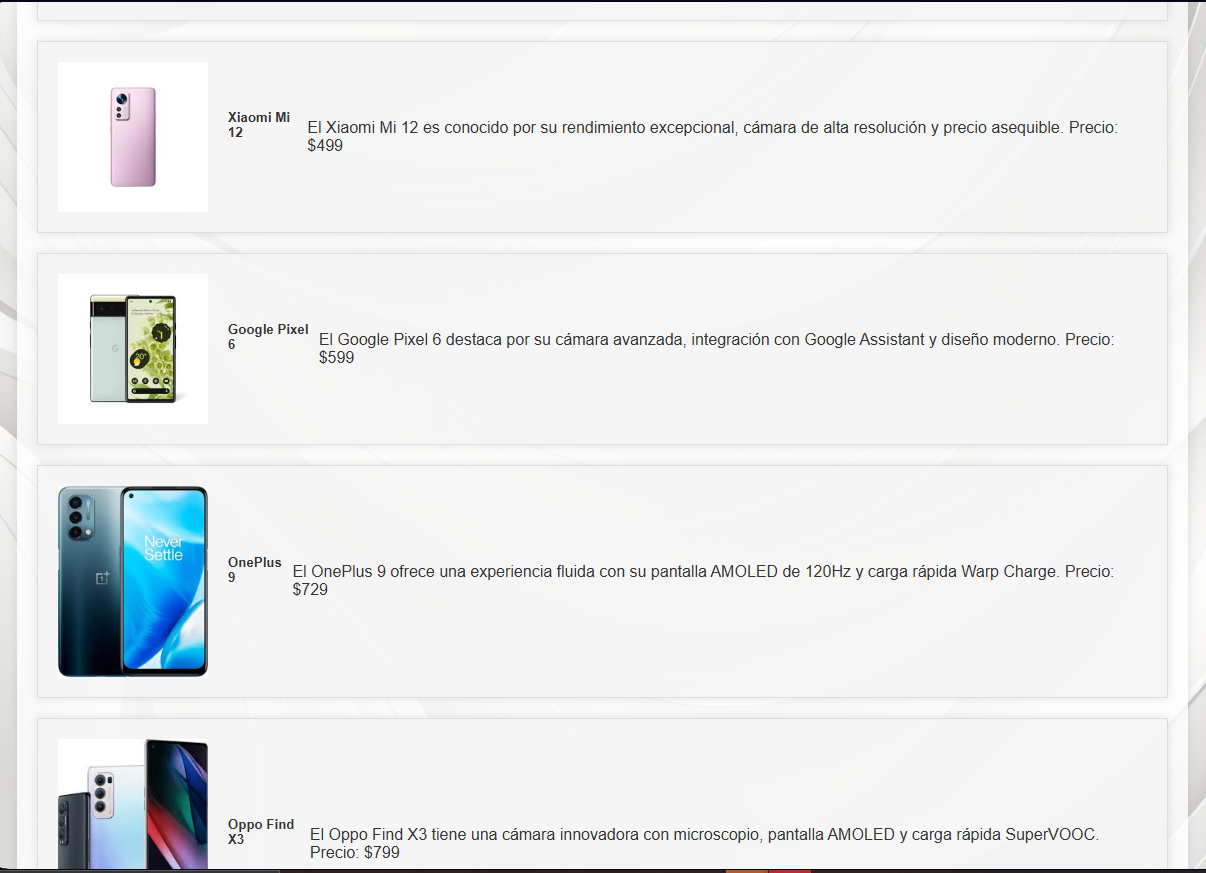 Xiaomi Mi
12
El Xiaomi Mi 12 es conocido por su rendimiento excepcional, cámara de alta resolución y precio asequible. Precio:
$499
Google Pixel
6
El Google Pixel 6 destaca por su cámara avanzada, integración con Google Assistant y diseño moderno. Precio:
$599
Never
Settle
OnePlus
9
El OnePlus 9 ofrece una experiencia fluida con su pantalla AMOLED de 120Hz y carga rápida Warp Charge. Precio:
$729
Oppo Find
X3
El Oppo Find X3 tiene una cámara innovadora con microscopio, pantalla AMOLED y carga rápida SuperVOOC.
Precio: $799